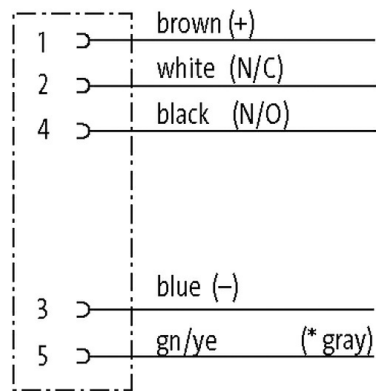 1 brown (+)
2 white (N/C)
4 black (N/O)
3 blue (–)
5 gn/ye (* gray)